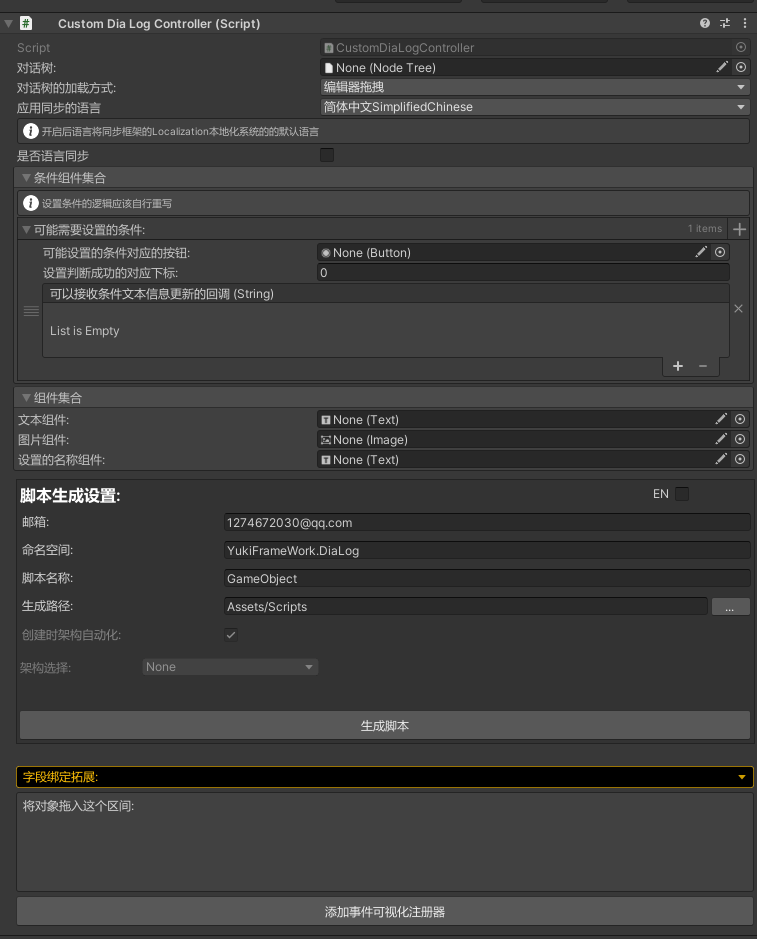 Custom Dia Log Controller (Script)
Script CustomDiaLogController
对话树: None (Node Tree)
对话树的加载方式: 编辑器拖拽
应用同步的语言 简体中文SimplifiedChinese
开启后语言将同步框架的Localization本地化系统的的默认语言
是否语言同步
条件组件集合
设置条件的逻辑应该自行重写
可能需要设置的条件: 1 items
可能设置的条件对应的按钮: None (Button)
设置判断成功的对应下标: 0
可以接收条件文本信息更新的回调 (String)
List is Empty
组件集合
文本组件: None (Text)
图片组件: None (Image)
设置的名称组件: None (Text)
脚本生成设置: EN
邮箱: 1274672030@qq.com
命名空间: YukiFrameWork.DiaLog
脚本名称: GameObject
生成路径: Assets/Scripts ...
创建时架构自动化:
架构选择: None
生成脚本
字段绑定拓展:
将对象拖入这个区间:
添加事件可视化注册器